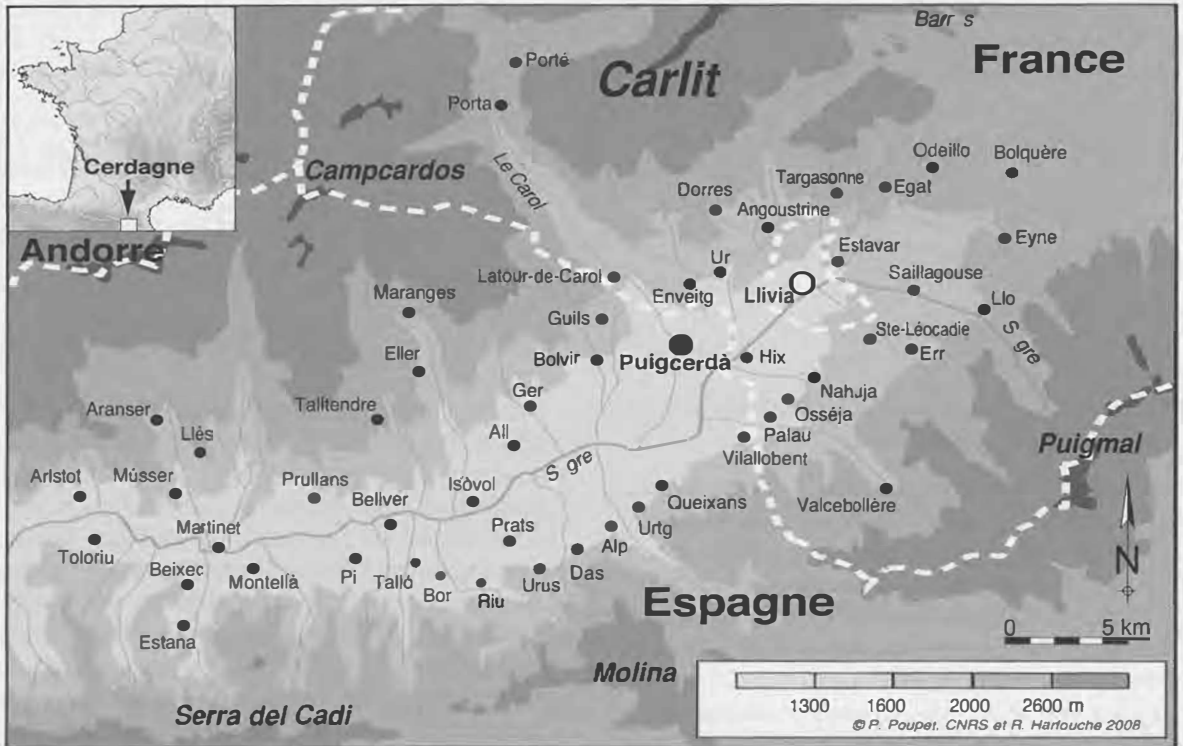 Barr s
France
Porté
Carlit
Porta
Cerdagne
Campcardos
Le Carol
Odeillo
Bolquère
Targasonne
Egat
Dorres
Angoustrine
Andorre
Estavar
Eyne
Ur
Latour-de-Carol
Enveitg
Llivia
Saillagouse
Maranges
Llo
Guils
S gre
Ste-Léocadie
Puigcerdà
Hix
Err
Eller
Bolvir
Nahuja
Ger
Osséja
Aranser
Talltendre
Palau
Llès
All
Vilallobent
Puigmal
S gre
Aristot
Músser
Prullans
Isòvol
Queixans
Valcebollère
Bellver
Martinet
Prats
Urtg
Alp
Toloriu
Beixec
Montellà
Pi
Talló
Bor
Riu
Urus
Das
N
Espagne
Estana
0 5 km
Molina
Serra del Cadi
1300 1600 2000 2600 m
© P. Poupet, CNRS et R. Harfouche 2008